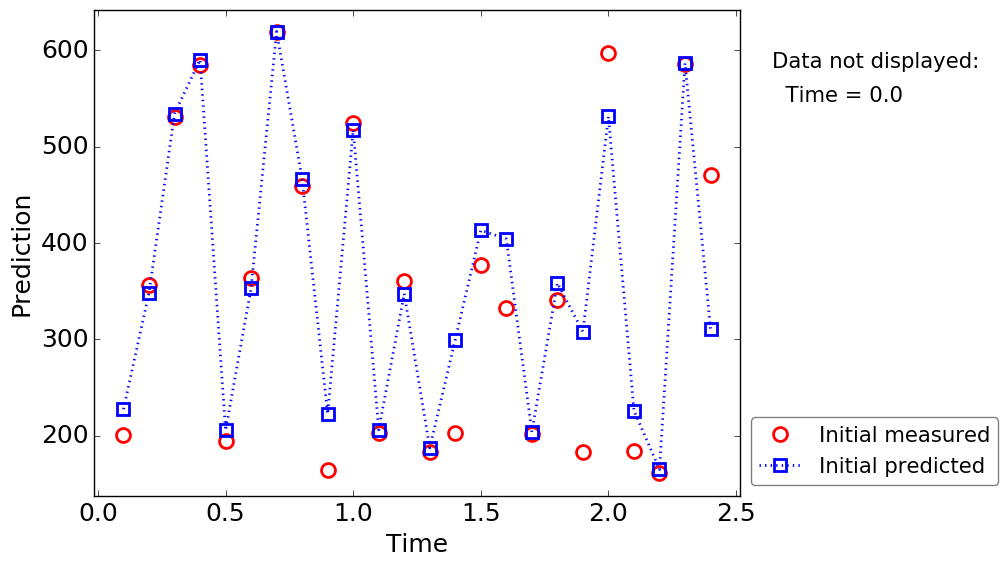 600
500
400
300
200
Prediction
0.0 0.5 1.0 1.5 2.0 2.5
Time
Data not displayed:
Time = 0.0
Initial measured
Initial predicted